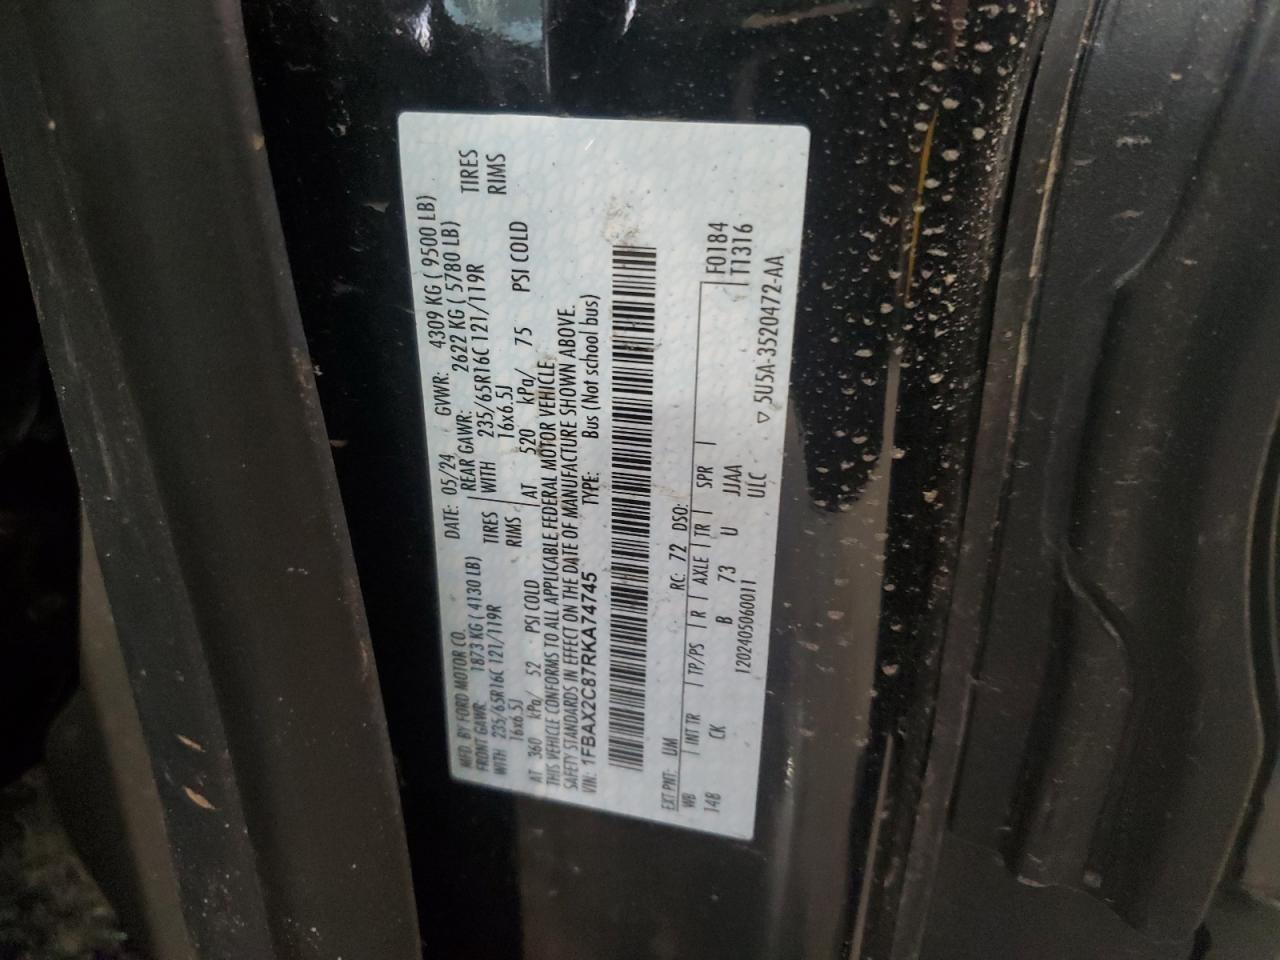 MFD. BY FORD MOTOR CO. DATE: 05/24 GVWR: 4309 KG ( 9500 LB)
FRONT GAWR: 1873 KG ( 4130 LB) REAR GAWR: 2622 KG ( 5780 LB)
WITH 235/65R16C 121/119R TIRES WITH 235/65R16C 121/119R TIRES
16x6.5J RIMS 16x6.5J RIMS
AT 360 kPa/ 52 PSI COLD AT 520 kPa/ 75 PSI COLD
THIS VEHICLE CONFORMS TO ALL APPLICABLE FEDERAL MOTOR VEHICLE
SAFETY STANDARDS IN EFFECT ON THE DATE OF MANUFACTURE SHOWN ABOVE.
VIN: 1FBAX2C87RKA74745 TYPE: Bus (Not school bus)
EXT PNT: UM RC: 72 DSO:
WB INT TR TP/PS R AXLE TR SPR F0184
148 CK B 73 U JJAA T1316
12024050600 11 ULC
▽ 5U5A-3520472-AA